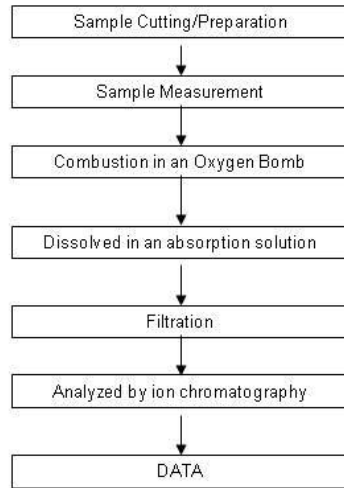 Sample Cutting/Preparation
Sample Measurement
Combustion in an Oxygen Bomb
Dissolved in an absorption solution
Filtration
Analyzed by ion chromatography
DATA